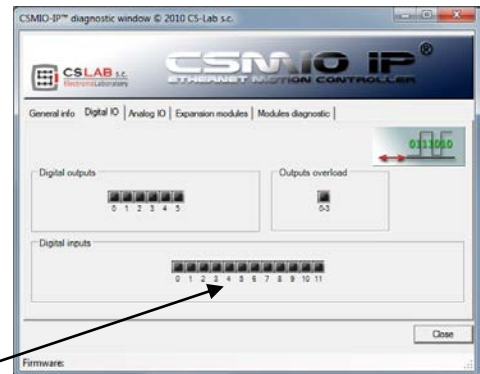 CSMIO-IP™ diagnostic window © 2010 CS-Lab s.c.
CSLAB s.c.
ElectronicLaboratory
CSMIO IP®
ETHERNET MOTION CONTROLLER
General info Digital IO Analog IO Expansion modules Modules diagnostic
0111010
Digital outputs
0 1 2 3 4 5
Outputs overload
0-3
Digital inputs
0 1 2 3 4 5 6 7 8 9 10 11
Close
Firmware: